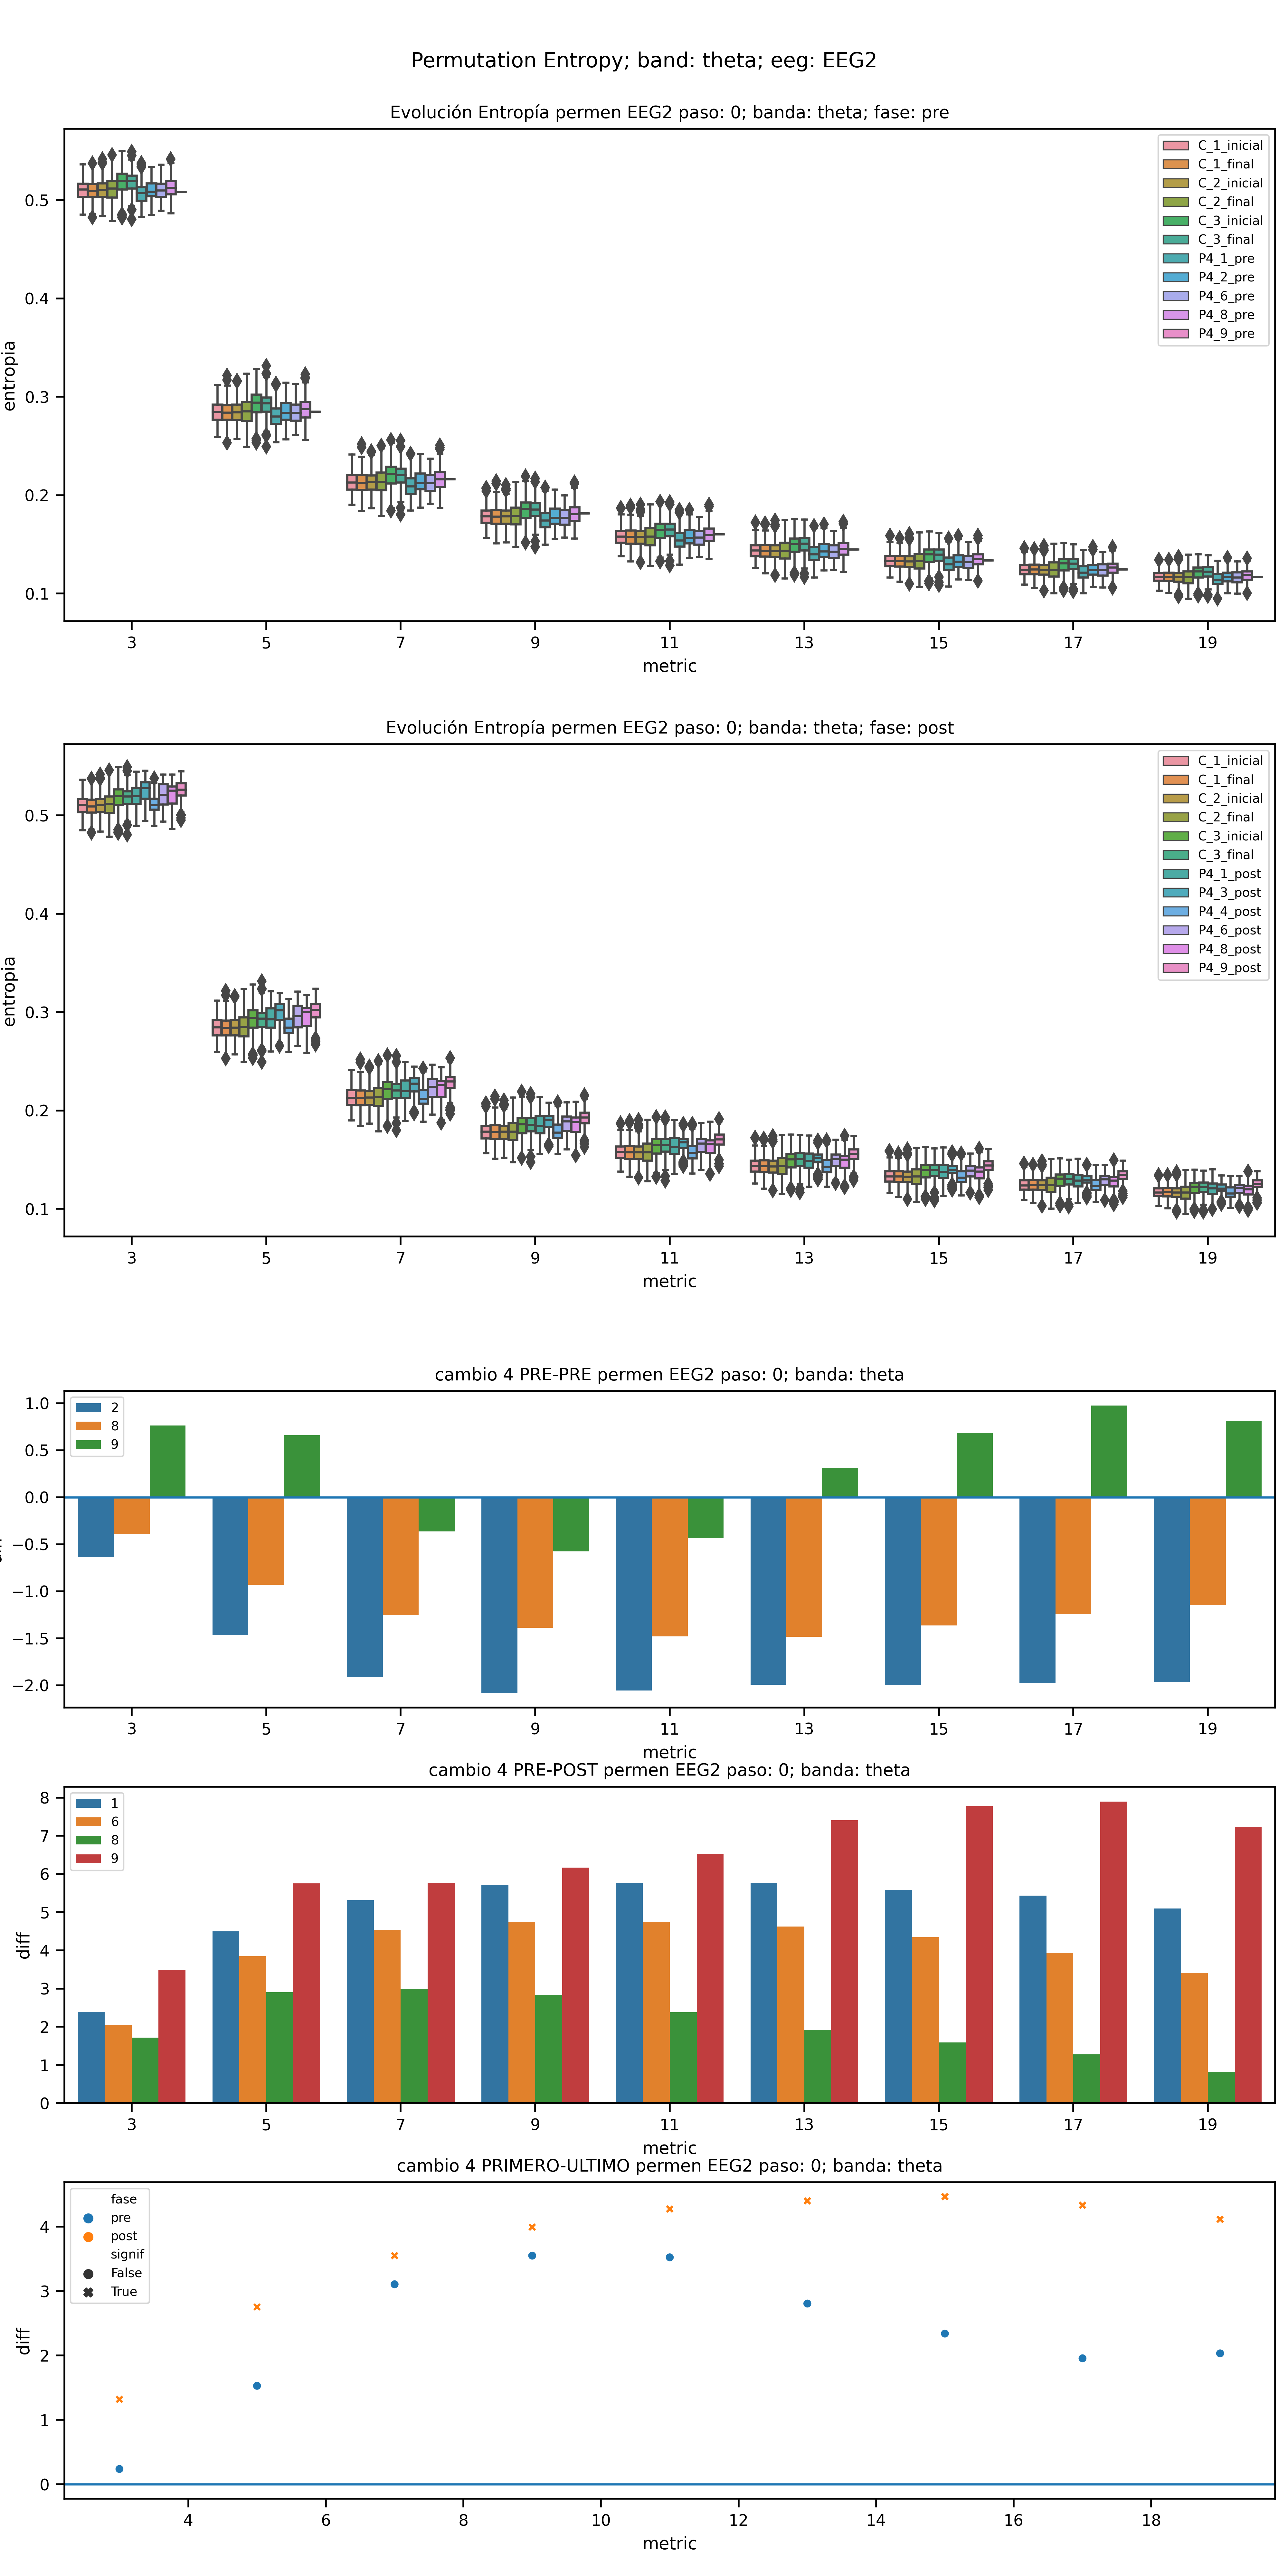 Permutation Entropy; band: theta; eeg: EEG2
Evolución Entropía permen EEG2 paso: 0; banda: theta; fase: pre
C_1_inicial
C_1_final
C_2_inicial
C_2_final
C_3_inicial
C_3_final
P4_1_pre
P4_2_pre
P4_6_pre
P4_8_pre
P4_9_pre
0.5
0.4
0.3
0.2
0.1
entropia
3 5 7 9 11 13 15 17 19
metric
Evolución Entropía permen EEG2 paso: 0; banda: theta; fase: post
C_1_inicial
C_1_final
C_2_inicial
C_2_final
C_3_inicial
C_3_final
P4_1_post
P4_3_post
P4_4_post
P4_6_post
P4_8_post
P4_9_post
0.5
0.4
0.3
0.2
0.1
entropia
3 5 7 9 11 13 15 17 19
metric
cambio 4 PRE-PRE permen EEG2 paso: 0; banda: theta
2
8
9
1.0
0.5
0.0
−0.5
−1.0
−1.5
−2.0
3 5 7 9 11 13 15 17 19
metric
cambio 4 PRE-POST permen EEG2 paso: 0; banda: theta
1
6
8
9
8
7
6
5
4
3
2
1
0
diff
3 5 7 9 11 13 15 17 19
metric
cambio 4 PRIMERO-ULTIMO permen EEG2 paso: 0; banda: theta
fase
pre
post
signif
False
True
4
3
2
1
0
diff
4 6 8 10 12 14 16 18
metric